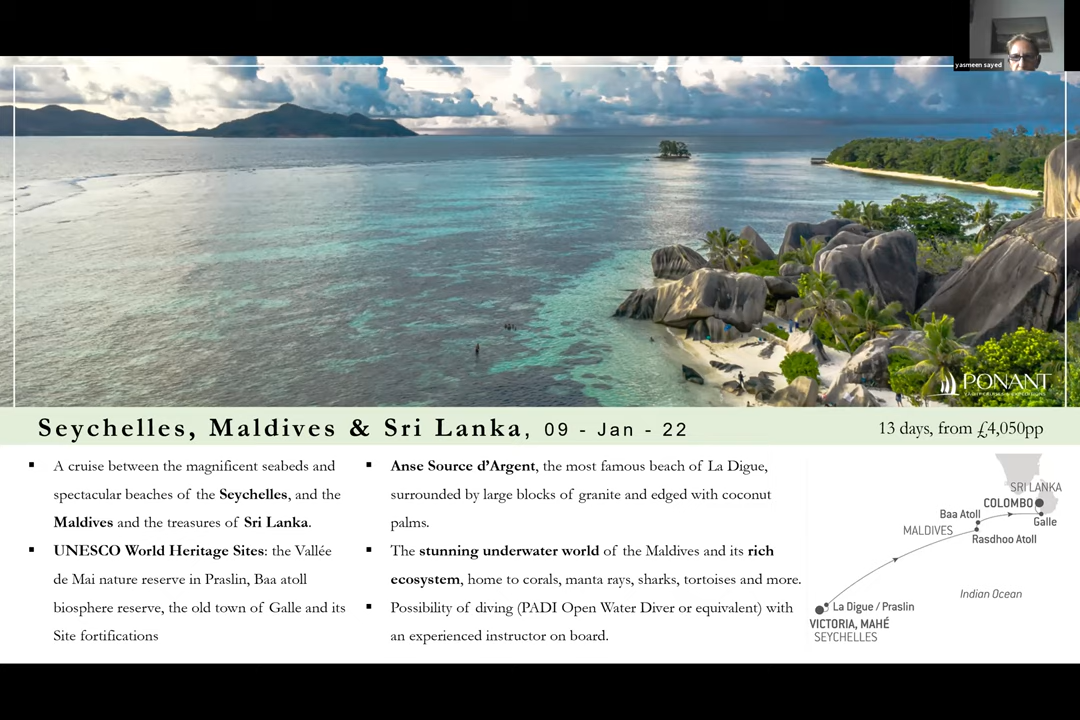 yasmeen sayed
PONANT
Seychelles, Maldives & Sri Lanka, 09 - Jan - 22
13 days, from £4,050pp
▪ A cruise between the magnificent seabeds and
spectacular beaches of the Seychelles, and the
Maldives and the treasures of Sri Lanka.
▪ UNESCO World Heritage Sites: the Vallée
de Mai nature reserve in Praslin, Baa atoll
biosphere reserve, the old town of Galle and its
Site fortifications
▪ Anse Source d'Argent, the most famous beach of La Digue,
surrounded by large blocks of granite and edged with coconut
palms.
▪ The stunning underwater world of the Maldives and its rich
ecosystem, home to corals, manta rays, sharks, tortoises and more.
▪ Possibility of diving (PADI Open Water Diver or equivalent) with
an experienced instructor on board.
SRI LANKA
COLOMBO
Baa Atoll
Galle
MALDIVES
Rasdhoo Atoll
Indian Ocean
La Digue / Praslin
VICTORIA, MAHÉ
SEYCHELLES